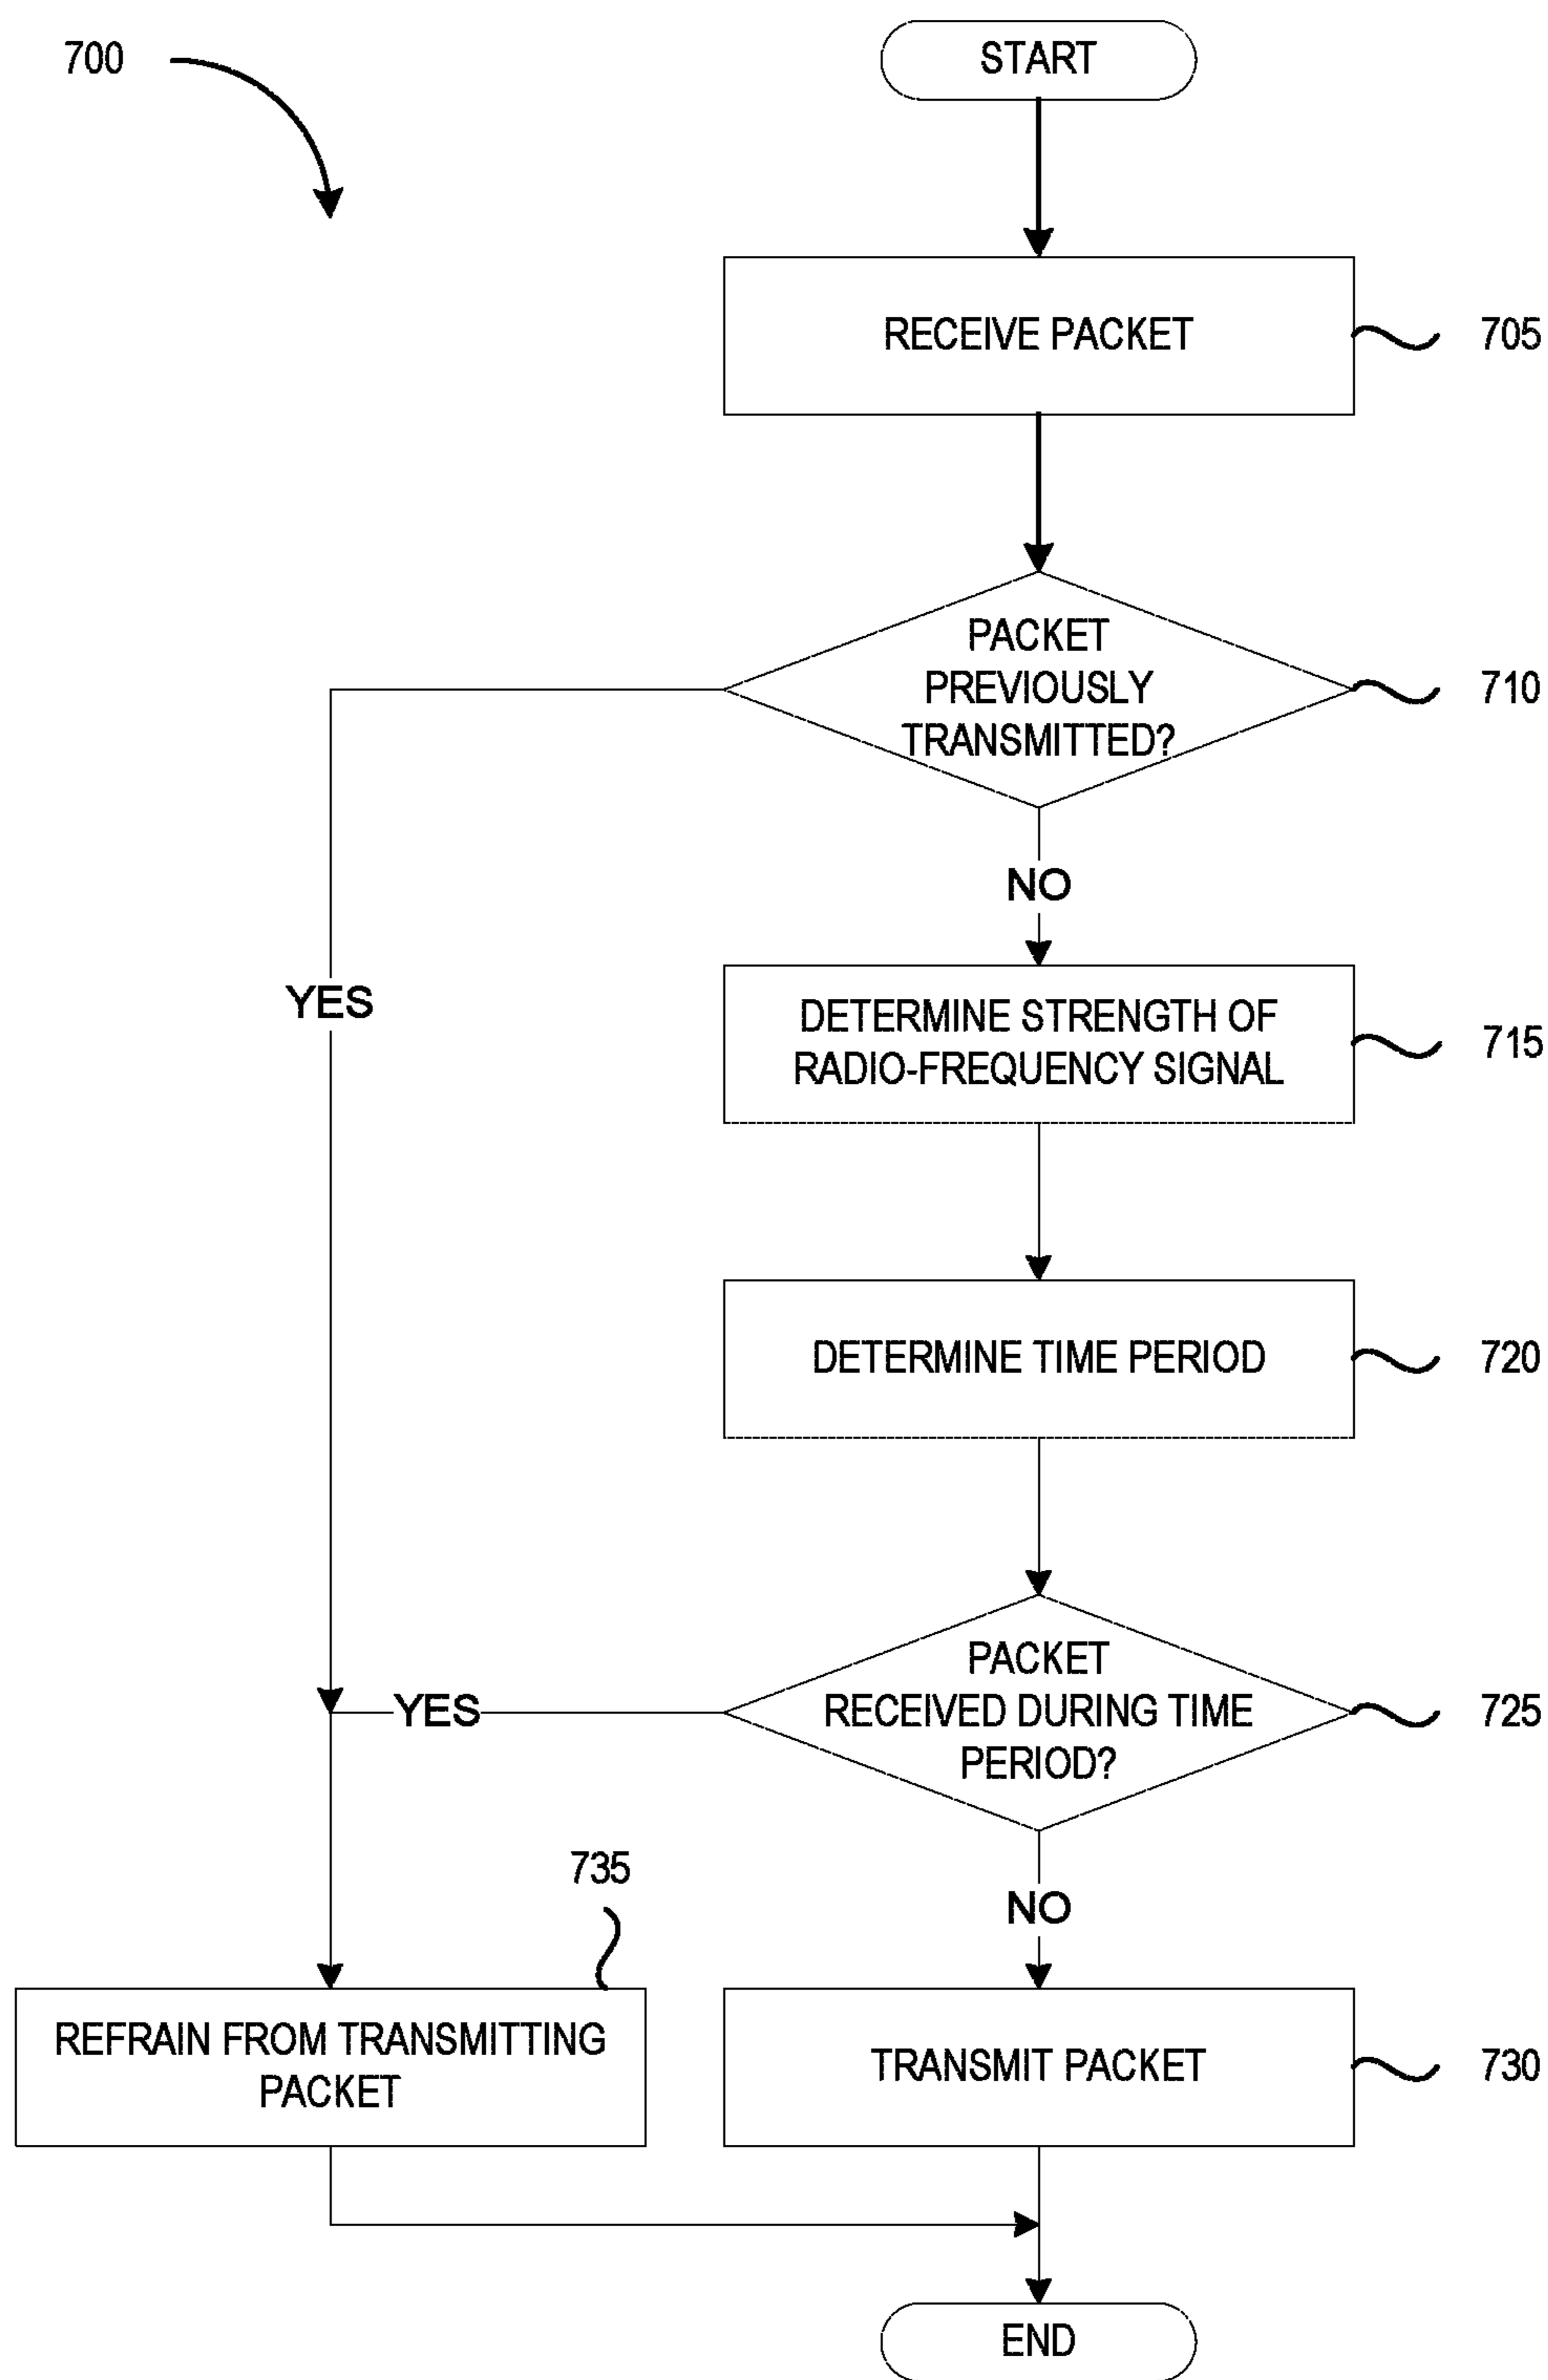 700
START
RECEIVE PACKET
705
PACKET
PREVIOUSLY
TRANSMITTED?
710
NO
YES
DETERMINE STRENGTH OF
RADIO-FREQUENCY SIGNAL
715
DETERMINE TIME PERIOD
720
PACKET
RECEIVED DURING TIME
PERIOD?
725
YES
NO
735
REFRAIN FROM TRANSMITTING
PACKET
TRANSMIT PACKET
730
END